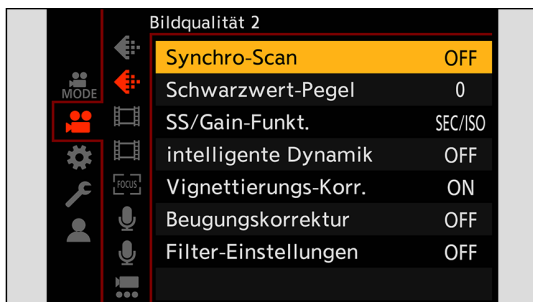 Bildqualität 2
MODE
FOCUS
Synchro-Scan OFF
Schwarzwert-Pegel 0
SS/Gain-Funkt. SEC/ISO
intelligente Dynamik OFF
Vignettierungs-Korr. ON
Beugungskorrektur OFF
Filter-Einstellungen OFF